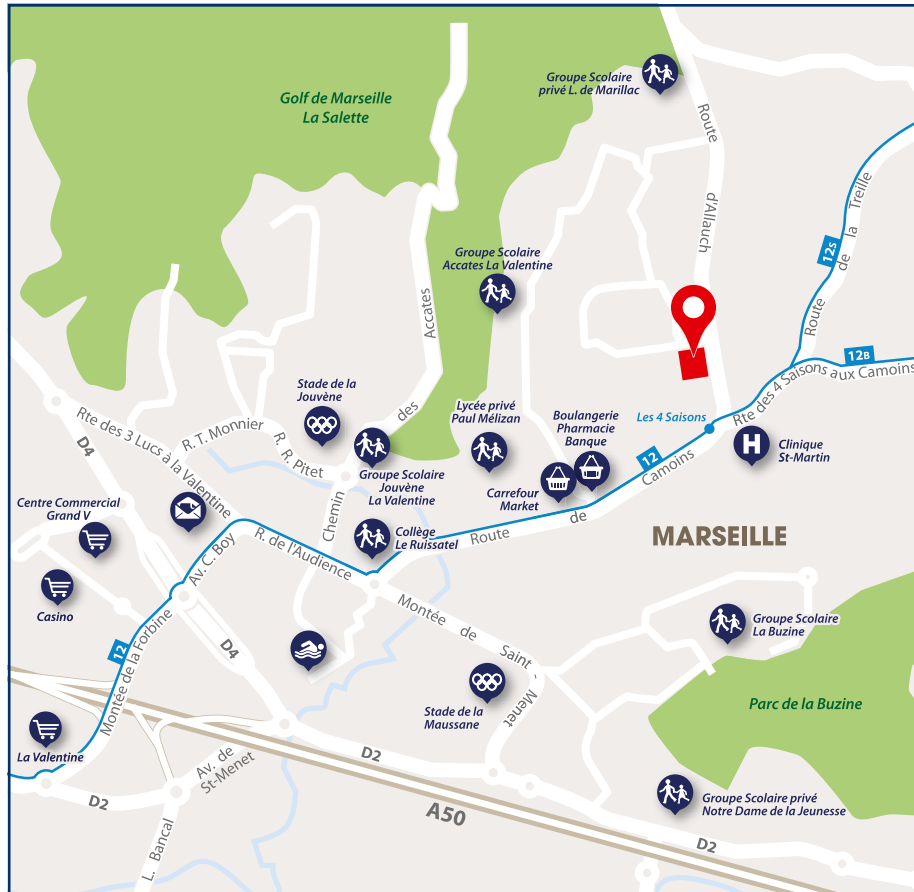 Groupe Scolaire
privé L. de Marillac
Golf de Marseille
La Salette
Route
d'Allauch
Route de la Treille
12S
Groupe Scolaire
Accates La Valentine
Chemin des Accates
12B
Rte des 4 Saisons aux Camoins
Stade de la
Jouvène
Rte des 3 Lucs à la Valentine
D4
R.T. Monnier
R. Pitet
Lycée privé
Paul Mélizan
Boulangerie
Pharmacie
Banque
Les 4 Saisons
H
Clinique
St-Martin
Groupe Scolaire
Jouvène
La Valentine
12
Carrefour
Market
Route de Camoins
Centre Commercial
Grand V
Collège
Le Ruissatel
MARSEILLE
Av. C. Boy
R. de l'Audience
Casino
Montée de Saint-Menet
Groupe Scolaire
La Buzine
12
Montée de la Forbine
D4
Stade de la
Maussane
Parc de la Buzine
La Valentine
Av. de
St-Menet
D2
D2
A50
Groupe Scolaire privé
Notre Dame de la Jeunesse
D2
L. Bancal